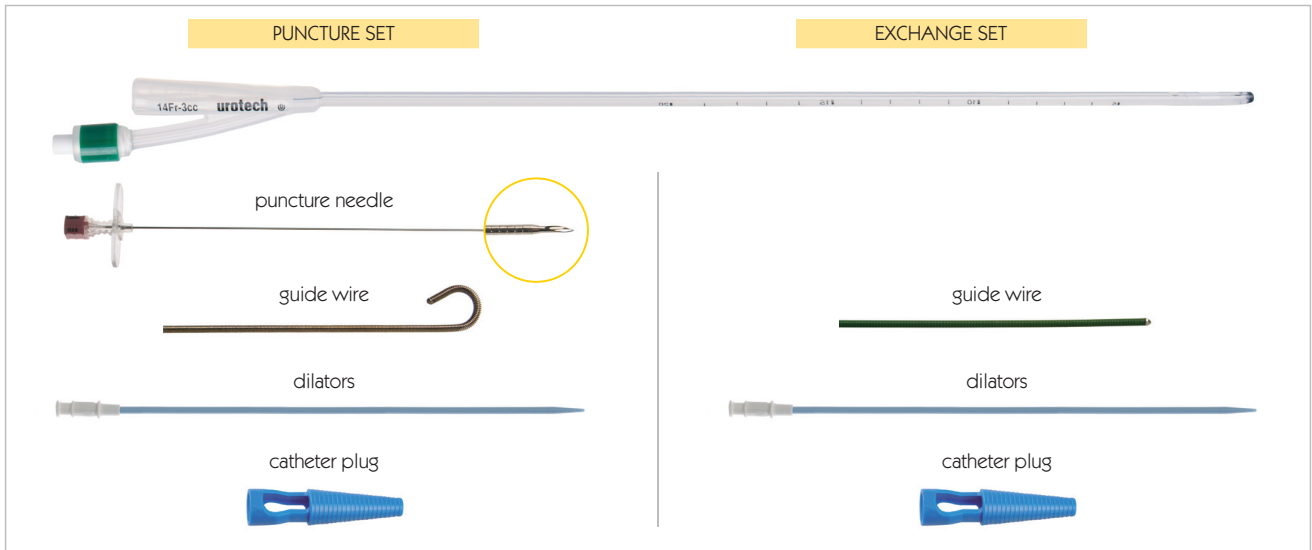 PUNCTURE SET
EXCHANGE SET
14Fr-3cc urotech
puncture needle
guide wire
guide wire
dilators
dilators
catheter plug
catheter plug